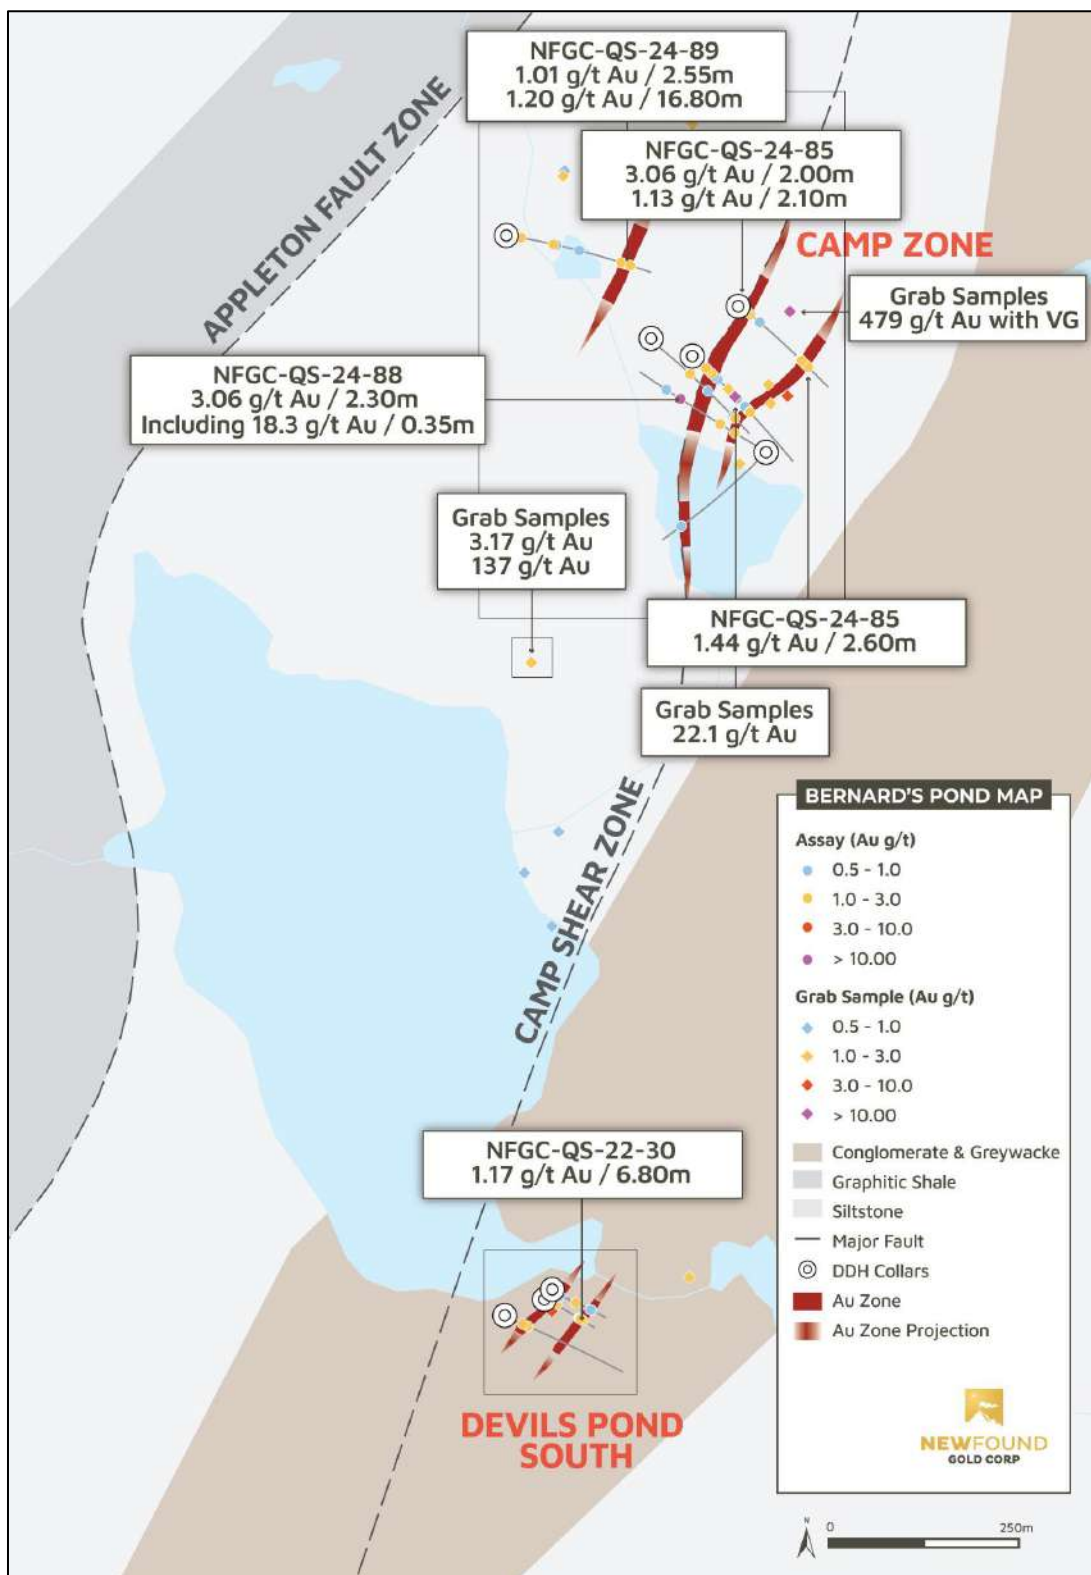 NFGC-QS-24-89
1.01 g/t Au / 2.55m
1.20 g/t Au / 16.80m
APPLETON FAULT ZONE
NFGC-QS-24-85
3.06 g/t Au / 2.00m
1.13 g/t Au / 2.10m
CAMP ZONE
Grab Samples
479 g/t Au with VG
NFGC-QS-24-88
3.06 g/t Au / 2.30m
Including 18.3 g/t Au / 0.35m
Grab Samples
3.17 g/t Au
137 g/t Au
NFGC-QS-24-85
1.44 g/t Au / 2.60m
Grab Samples
22.1 g/t Au
CAMP SHEAR ZONE
BERNARD'S POND MAP
Assay (Au g/t)
0.5 - 1.0
1.0 - 3.0
3.0 - 10.0
> 10.00
Grab Sample (Au g/t)
0.5 - 1.0
1.0 - 3.0
3.0 - 10.0
> 10.00
Conglomerate & Greywacke
Graphitic Shale
Siltstone
Major Fault
DDH Collars
Au Zone
Au Zone Projection
NEWFOUND
GOLD CORP
NFGC-QS-22-30
1.17 g/t Au / 6.80m
DEVILS POND
SOUTH
N
0 250m